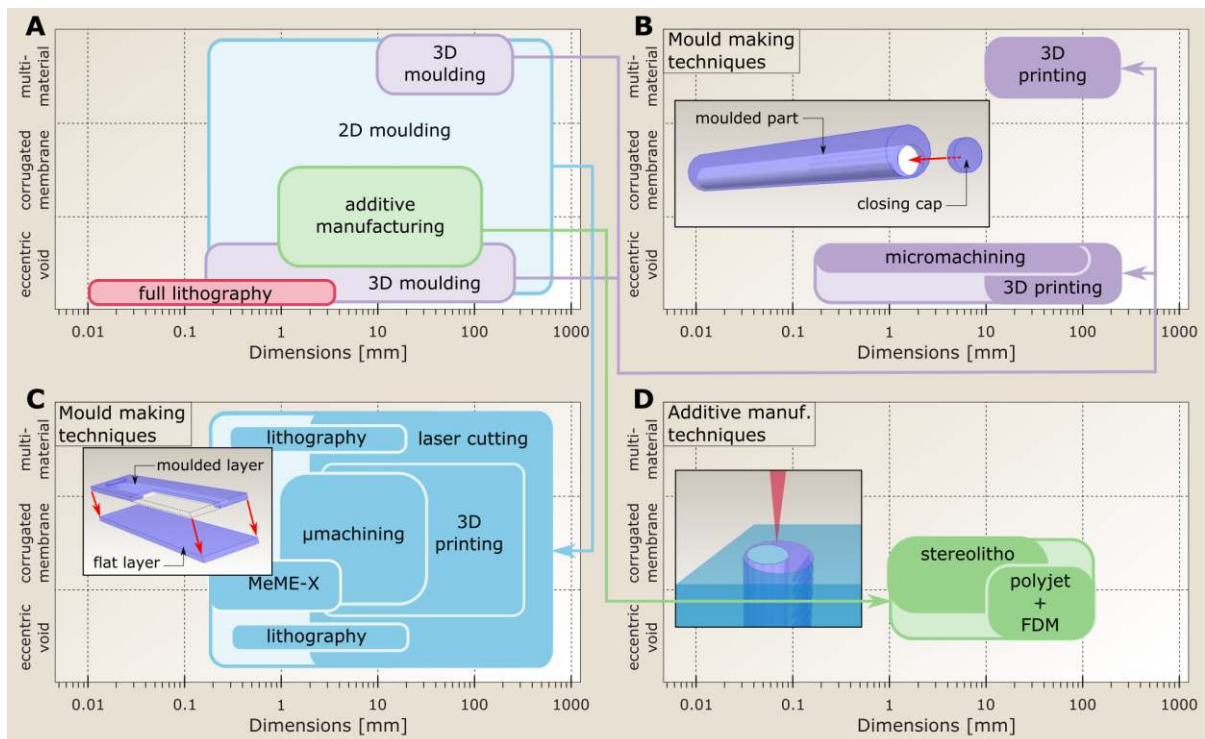 A
multi-
material
corrugated
membrane
eccentric
void
3D
moulding
2D moulding
additive
manufacturing
3D moulding
full lithography
0.01
0.1
1
10
100
1000
Dimensions [mm]
B
Mould making
techniques
multi-
material
corrugated
membrane
eccentric
void
3D
printing
moulded part
closing cap
micromachining
3D printing
0.01
0.1
1
10
100
1000
Dimensions [mm]
C
Mould making
techniques
multi-
material
corrugated
membrane
eccentric
void
lithography
laser cutting
moulded layer
flat layer
µmachining
3D
printing
MeME-X
lithography
0.01
0.1
1
10
100
1000
Dimensions [mm]
D
Additive manuf.
techniques
multi-
material
corrugated
membrane
eccentric
void
stereolitho
polyjet
+
FDM
0.01
0.1
1
10
100
1000
Dimensions [mm]